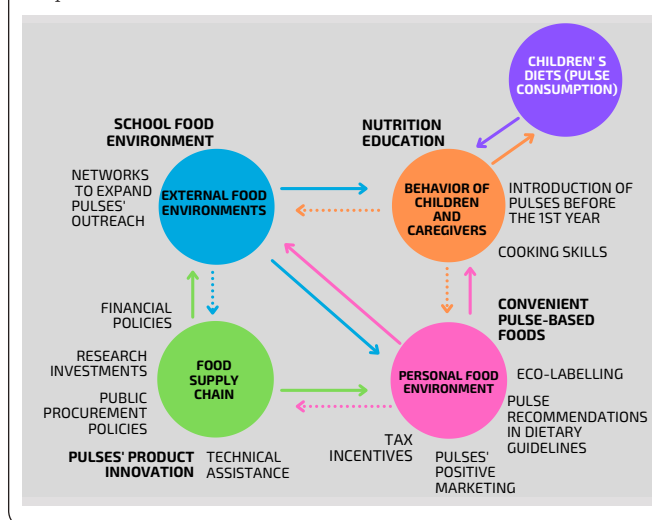 CHILDREN' S
DIETS (PULSE
CONSUMPTION)
SCHOOL FOOD
ENVIRONMENT
NUTRITION
EDUCATION
NETWORKS
TO EXPAND
PULSES'
OUTREACH
EXTERNAL FOOD
ENVIRONMENTS
BEHAVIOR OF
CHILDREN
AND
CAREGIVERS
INTRODUCTION OF
PULSES BEFORE
THE 1ST YEAR
COOKING SKILLS
FINANCIAL
POLICIES
CONVENIENT
PULSE-BASED
FOODS
RESEARCH
INVESTMENTS
FOOD
SUPPLY
CHAIN
PERSONAL FOOD
ENVIRONMENT
ECO-LABELLING
PUBLIC
PROCUREMENT
POLICIES
PULSE
RECOMMENDATIONS
IN DIETARY
GUIDELINES
PULSES' PRODUCT
INNOVATION
TECHNICAL
ASSISTANCE
TAX
INCENTIVES
PULSES'
POSITIVE
MARKETING